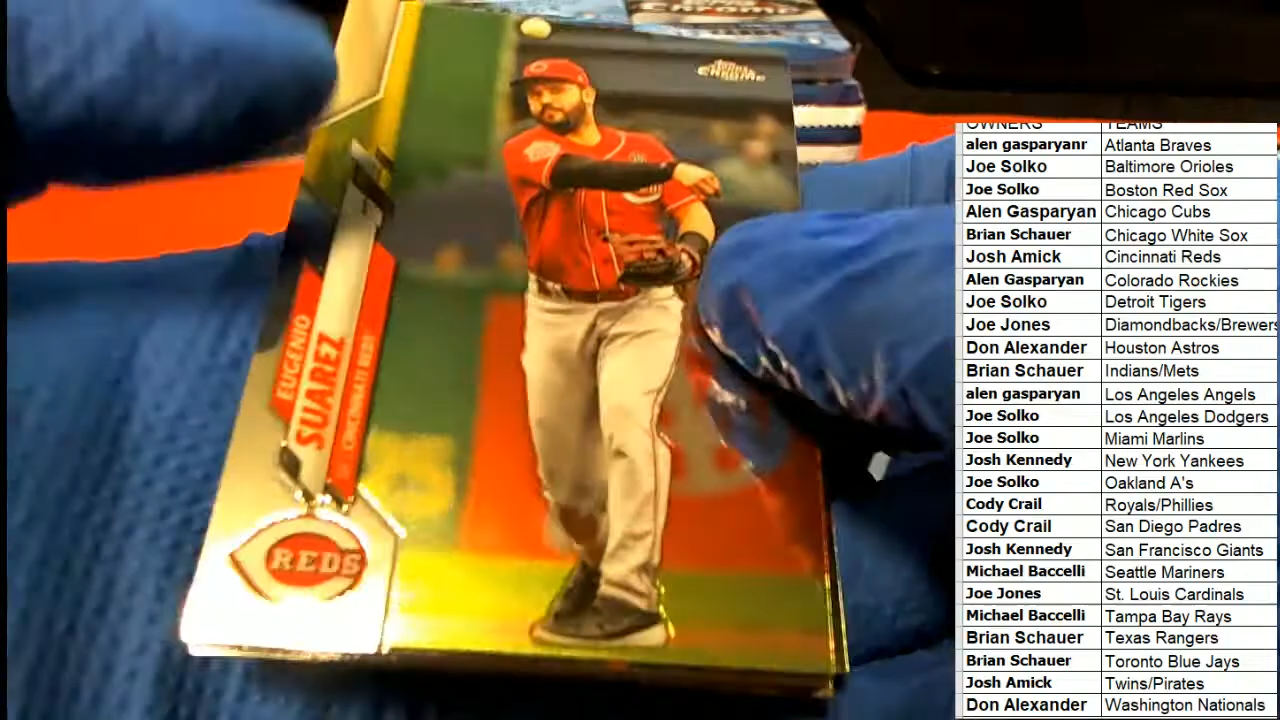 TOPPS
CHROME
EUGENIO
SUAREZ
CINCINNATI REDS
REDS
OWNERS TEAMS
alen gasparyanr Atlanta Braves
Joe Solko Baltimore Orioles
Joe Solko Boston Red Sox
Alen Gasparyan Chicago Cubs
Brian Schauer Chicago White Sox
Josh Amick Cincinnati Reds
Alen Gasparyan Colorado Rockies
Joe Solko Detroit Tigers
Joe Jones Diamondbacks/Brewers
Don Alexander Houston Astros
Brian Schauer Indians/Mets
alen gasparyan Los Angeles Angels
Joe Solko Los Angeles Dodgers
Joe Solko Miami Marlins
Josh Kennedy New York Yankees
Joe Solko Oakland A's
Cody Crail Royals/Phillies
Cody Crail San Diego Padres
Josh Kennedy San Francisco Giants
Michael Baccelli Seattle Mariners
Joe Jones St. Louis Cardinals
Michael Baccelli Tampa Bay Rays
Brian Schauer Texas Rangers
Brian Schauer Toronto Blue Jays
Josh Amick Twins/Pirates
Don Alexander Washington Nationals